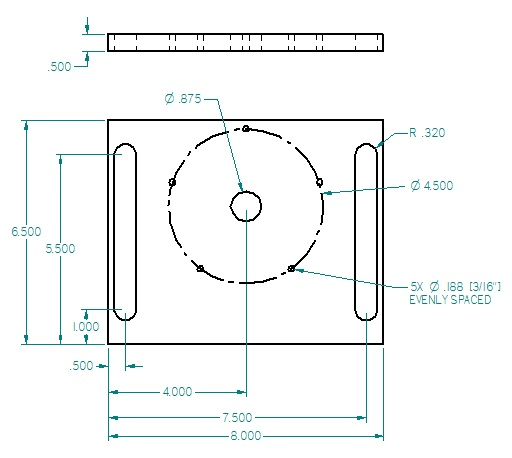 .500
Ø .875
R .320
Ø 4.500
6.500
5.500
5X Ø .188 [3/16"]
EVENLY SPACED
1.000
.500
4.000
7.500
8.000